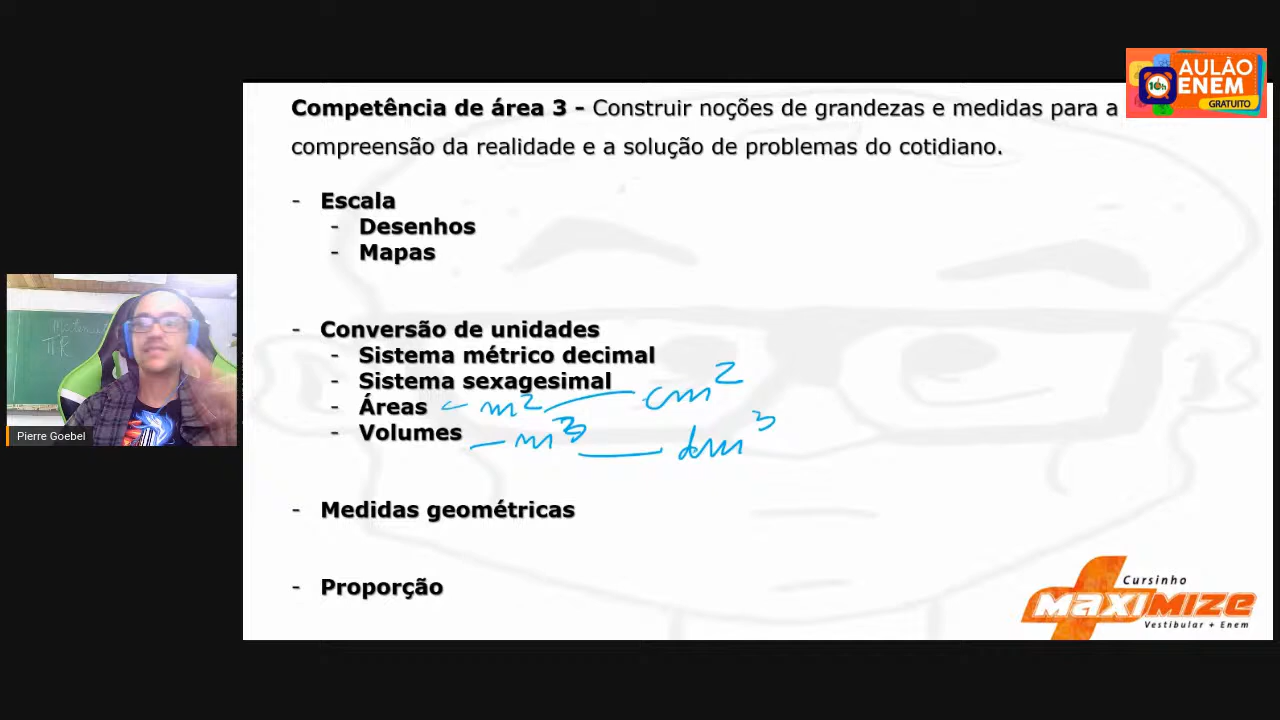 AULÃO
ENEM
GRATUITO
10h
Competência de área 3 - Construir noções de grandezas e medidas para a
compreensão da realidade e a solução de problemas do cotidiano.
- Escala
- Desenhos
- Mapas
- Conversão de unidades
- Sistema métrico decimal
- Sistema sexagesimal
- Áreas - m² — cm²
- Volumes - m³ — dm³
- Medidas geométricas
- Proporção
Pierre Goebel
Cursinho
MAXIMIZE
Vestibular + Enem